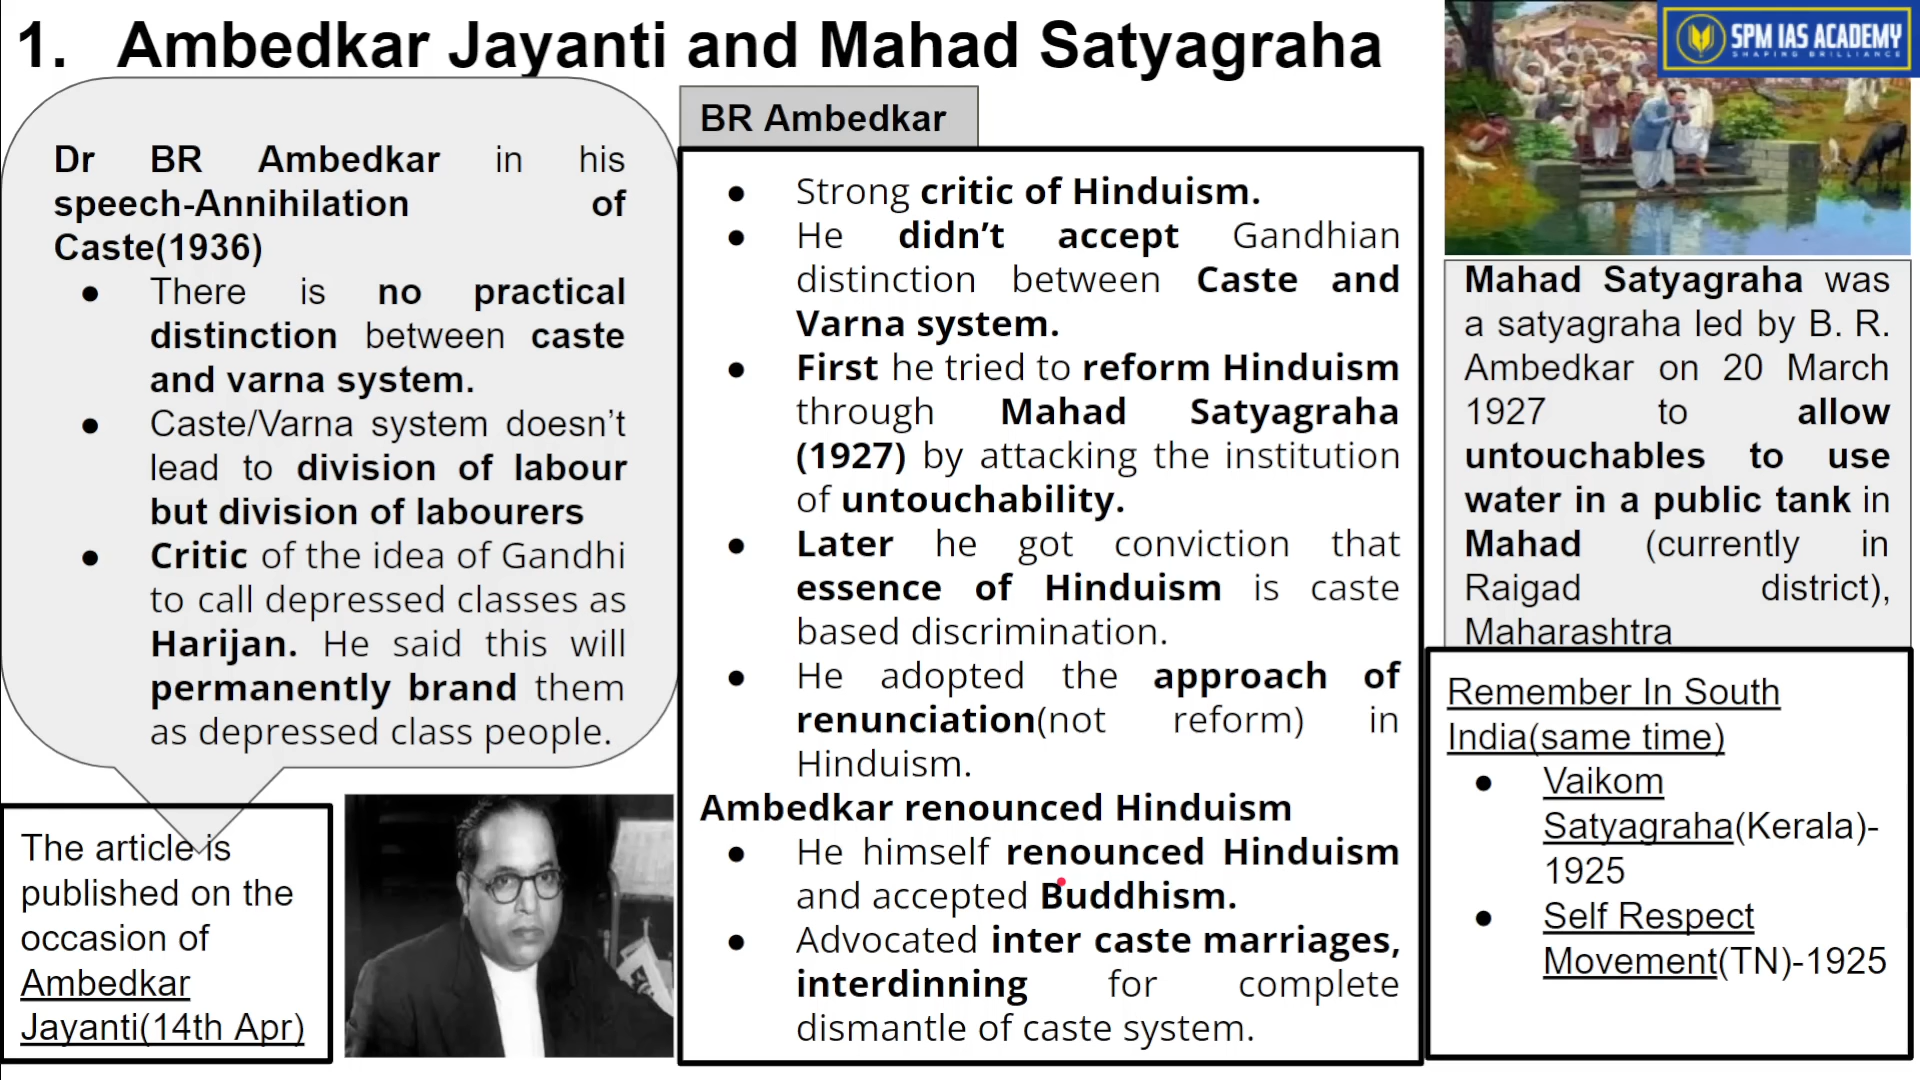 1. Ambedkar Jayanti and Mahad Satyagraha
SPM IAS ACADEMY
SHAPING BRILLIANCE
Dr BR Ambedkar in his
speech-Annihilation of
Caste(1936)
● There is no practical
distinction between caste
and varna system.
● Caste/Varna system doesn’t
lead to division of labour
but division of labourers
● Critic of the idea of Gandhi
to call depressed classes as
Harijan. He said this will
permanently brand them
as depressed class people.
The article is
published on the
occasion of
Ambedkar
Jayanti(14th Apr)
BR Ambedkar
● Strong critic of Hinduism.
● He didn’t accept Gandhian
distinction between Caste and
Varna system.
● First he tried to reform Hinduism
through Mahad Satyagraha
(1927) by attacking the institution
of untouchability.
● Later he got conviction that
essence of Hinduism is caste
based discrimination.
● He adopted the approach of
renunciation(not reform) in
Hinduism.
Ambedkar renounced Hinduism
● He himself renounced Hinduism
and accepted Buddhism.
● Advocated inter caste marriages,
interdinning for complete
dismantle of caste system.
Mahad Satyagraha was
a satyagraha led by B. R.
Ambedkar on 20 March
1927 to allow
untouchables to use
water in a public tank in
Mahad (currently in
Raigad district),
Maharashtra
Remember In South
India(same time)
● Vaikom
Satyagraha(Kerala)-
1925
● Self Respect
Movement(TN)-1925